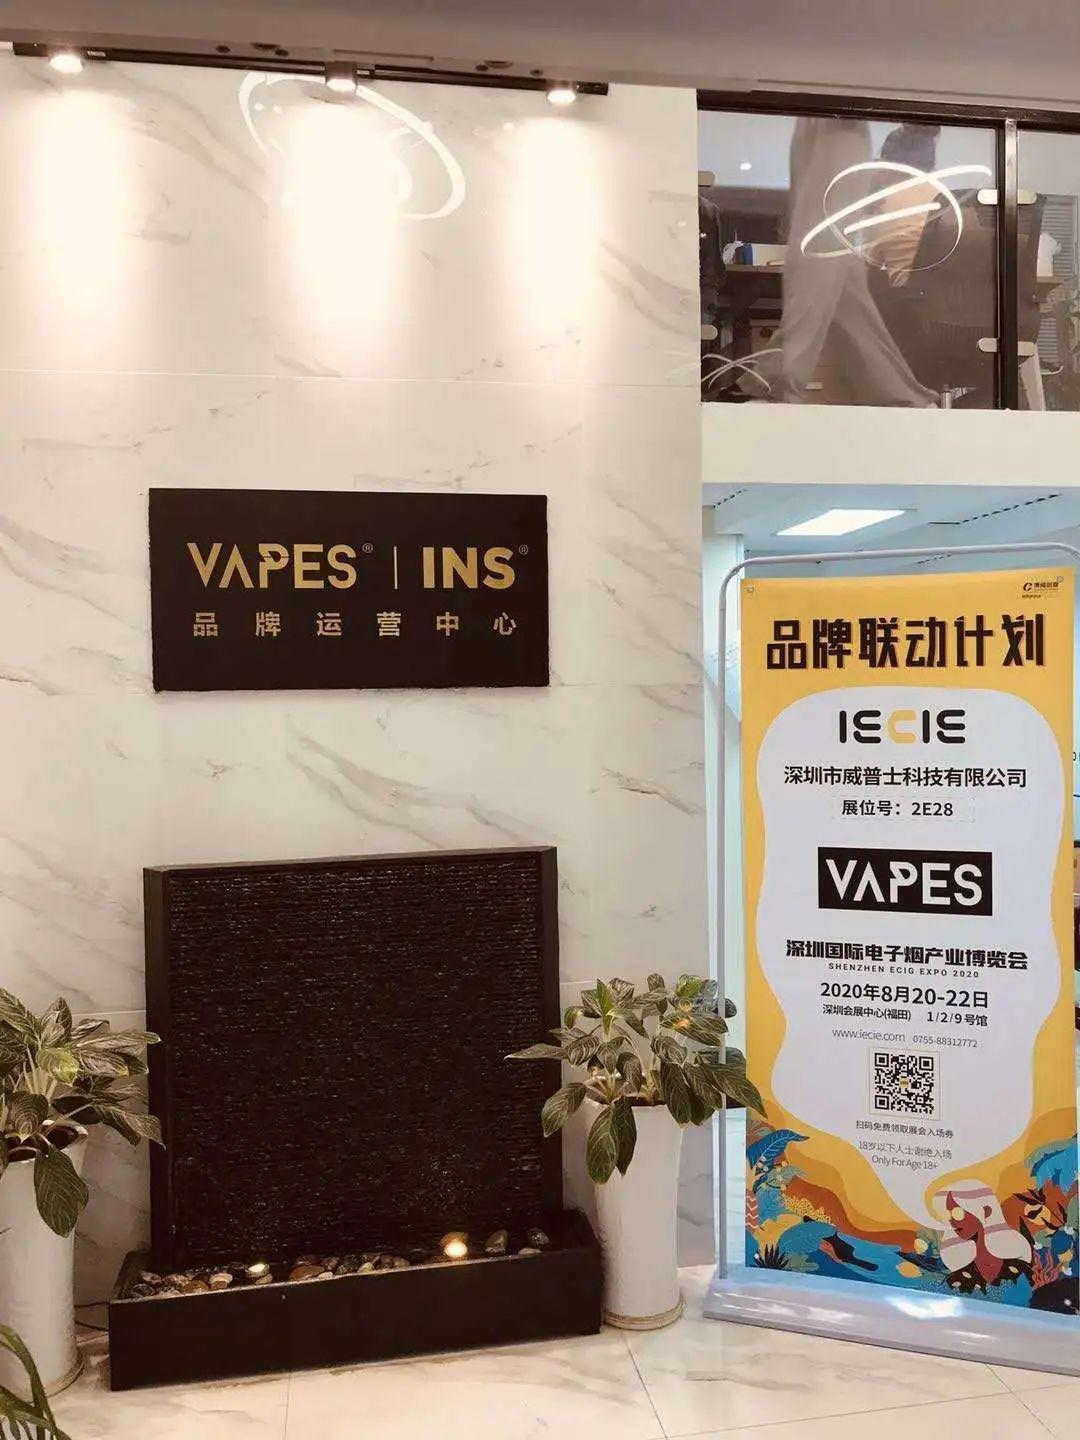 VAPES® | INS®
品牌运营中心
博闻创意
informa
品牌联动计划
IECIE
深圳市威普士科技有限公司
展位号：2E28
VAPES
深圳国际电子烟产业博览会
SHENZHEN ECIG EXPO 2020
2020年8月20-22日
深圳会展中心(福田) 1/2/9号馆
www.iecie.com 0755-88312772
扫码免费领取展会入场券
18岁以下人士谢绝入场
Only For Age 18+